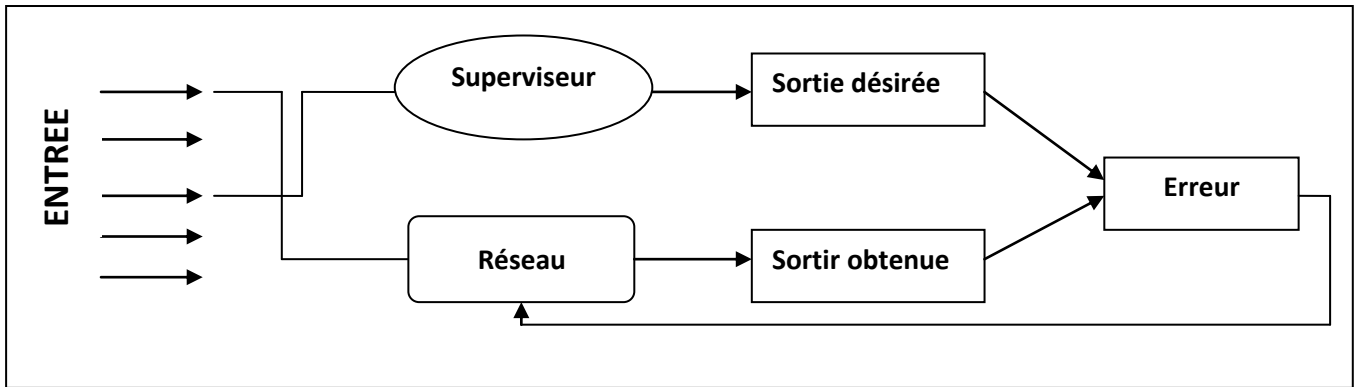 ENTREE
Superviseur
Sortie désirée
Erreur
Réseau
Sortir obtenue